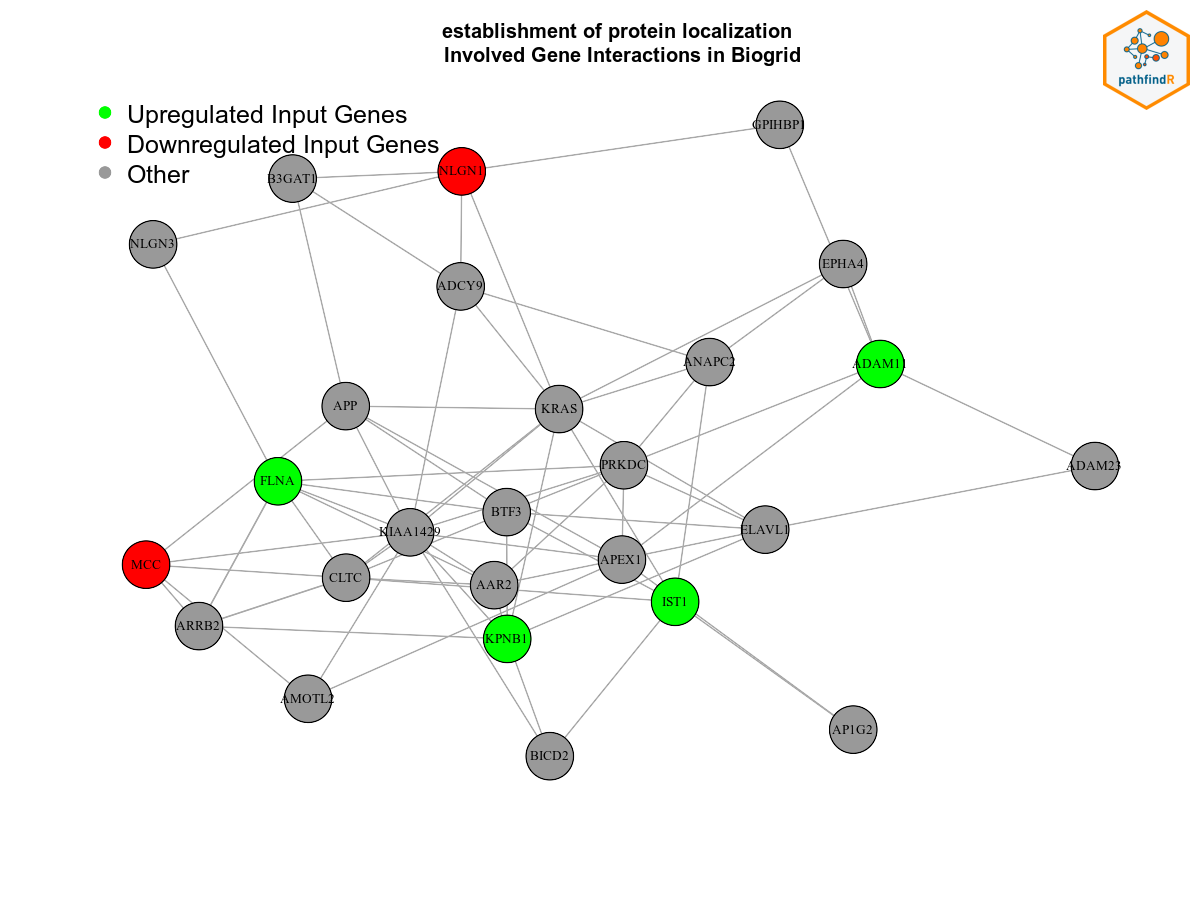 establishment of protein localization
Involved Gene Interactions in Biogrid
pathfindR
Upregulated Input Genes
Downregulated Input Genes
Other
GPIHBP1
NLGN1
B3GAT1
NLGN3
EPHA4
ADCY9
ANAPC2
ADAM11
APP
KRAS
PRKDC
ADAM23
FLNA
BTF3
KIAA1429
ELAVL1
APEX1
MCC
CLTC
AAR2
IST1
ARRB2
KPNB1
AMOTL2
AP1G2
BICD2